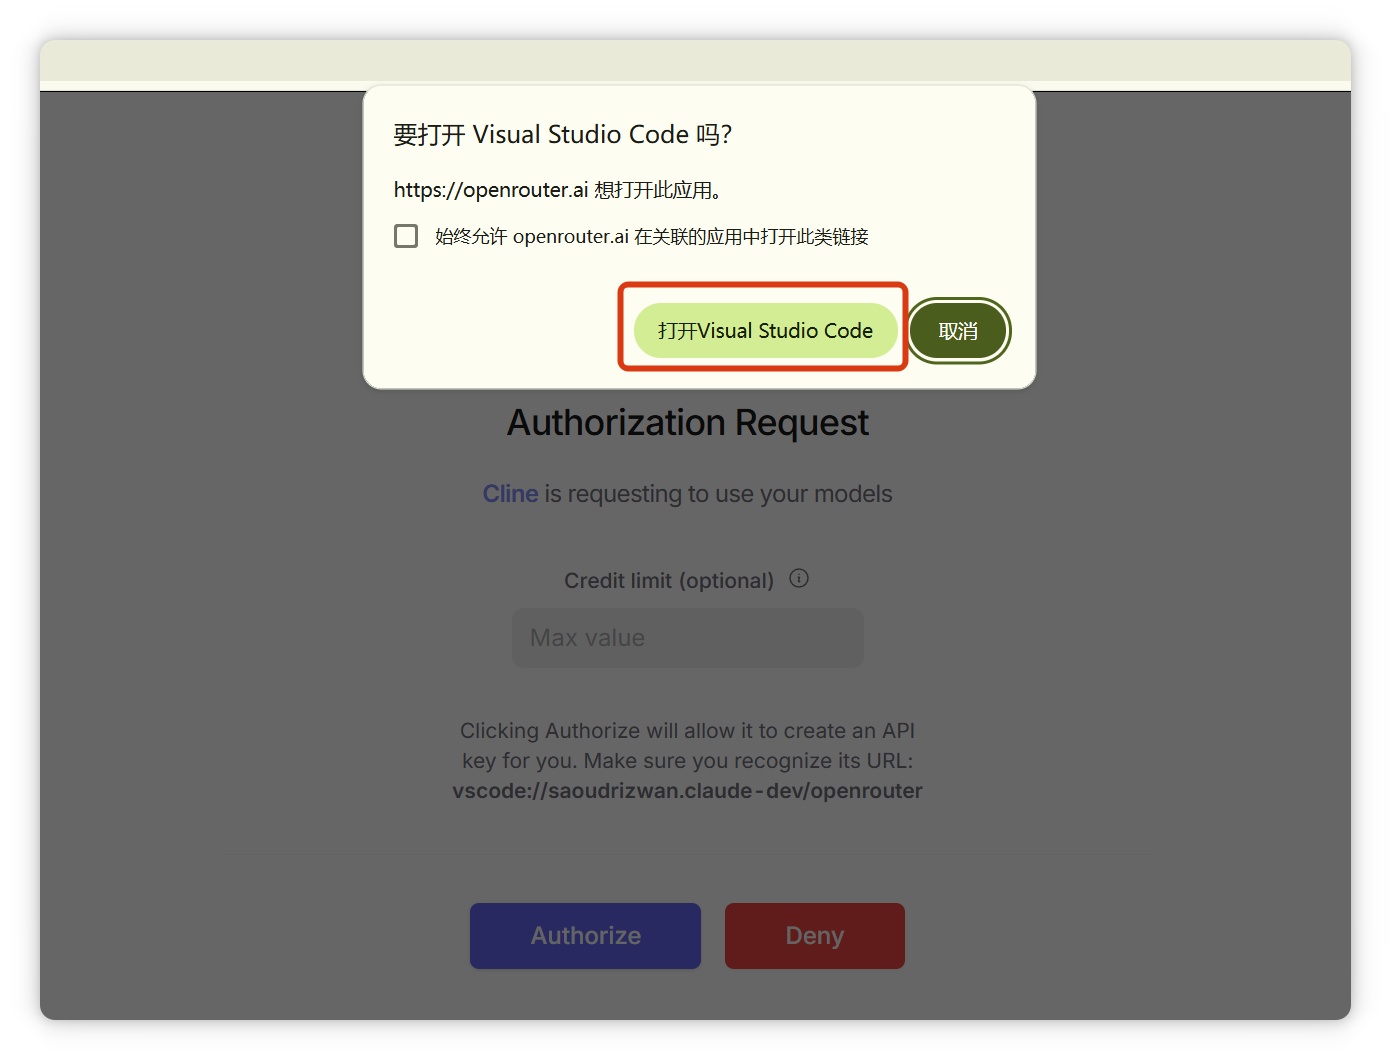 要打开 Visual Studio Code 吗？
https://openrouter.ai 想打开此应用。
始终允许 openrouter.ai 在关联的应用中打开此类链接
打开Visual Studio Code
取消
Authorization Request
Cline is requesting to use your models
Credit limit (optional)
Max value
Clicking Authorize will allow it to create an API
key for you. Make sure you recognize its URL:
vscode://saoudrizwan.claude-dev/openrouter
Authorize
Deny